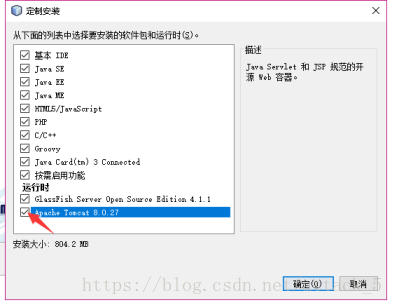 定制安装
从下面的列表中选择要安装的软件包和运行时(S)。
基本 IDE
Java SE
Java EE
Java ME
HTML5/JavaScript
PHP
C/C++
Groovy
Java Card(tm) 3 Connected
按需启用功能
运行时
GlassFish Server Open Source Edition 4.1.1
Apache Tomcat 8.0.27
描述
Java Servlet 和 JSP 规范的开
源 Web 容器。
安装大小: 804.2 MB
确定(O)
取消
https://blog.csdn.net/